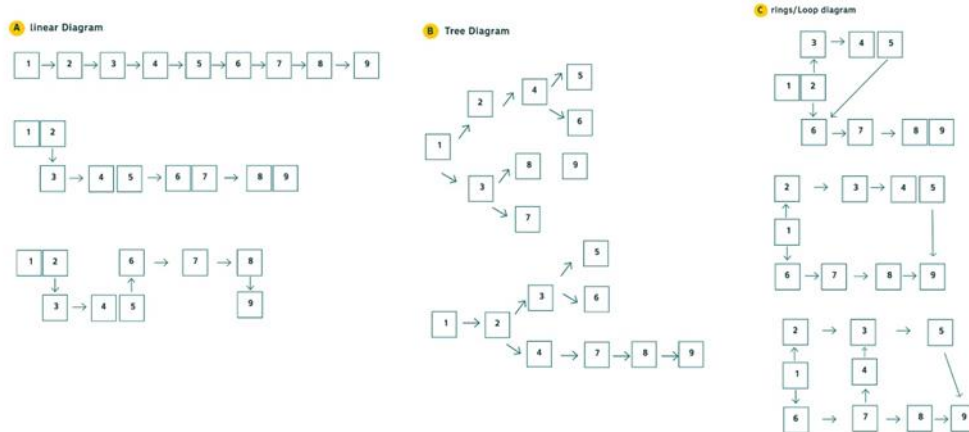 A linear Diagram
1 2 3 4 5 6 7 8 9
1 2
3 4 5 6 7 8 9
1 2 6 7 8
3 4 5 9
B Tree Diagram
5
4
2
6
1
8 9
3
7
5
3
6
1 2
4 7 8 9
C rings/Loop diagram
3 4 5
1 2
6 7 8 9
2 3 4 5
1
6 7 8 9
2 3 5
1 4
6 7 8 9